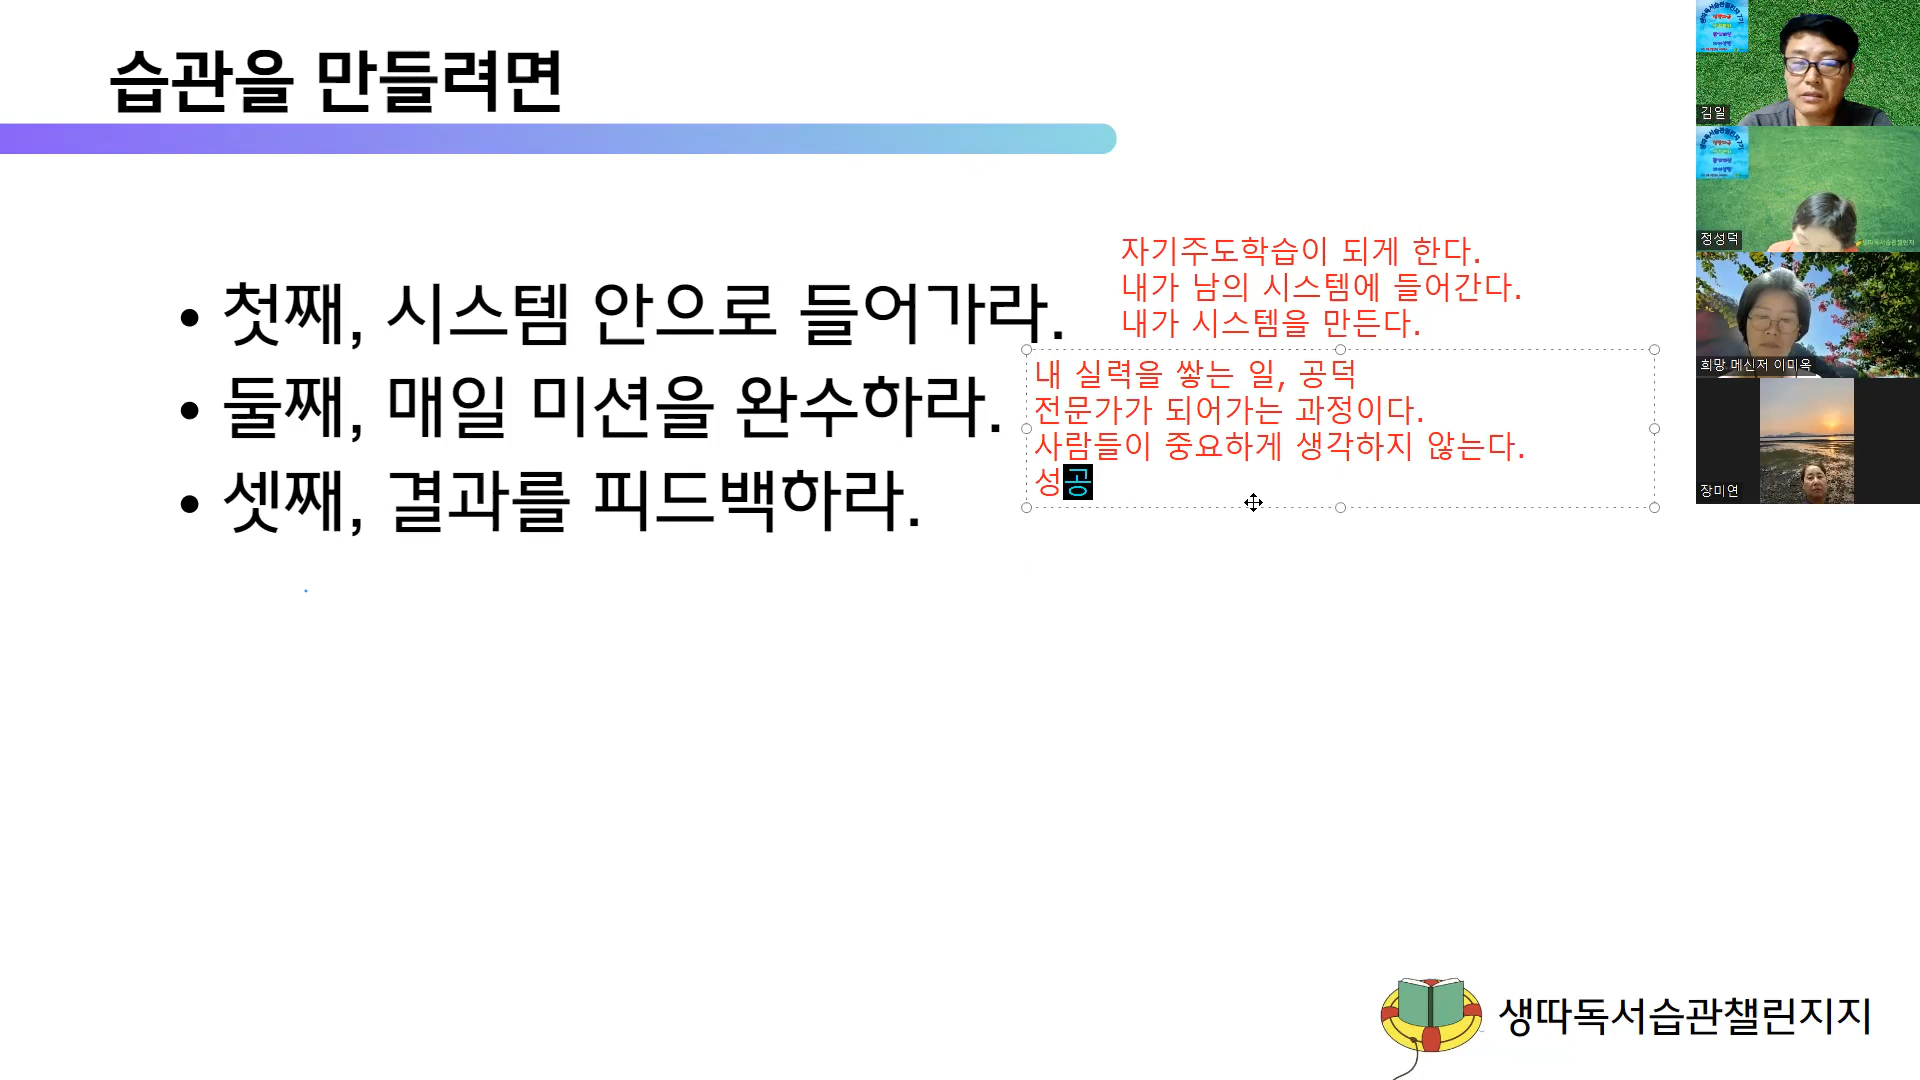 습관을 만들려면
• 첫째, 시스템 안으로 들어가라.
• 둘째, 매일 미션을 완수하라.
• 셋째, 결과를 피드백하라.
자기주도학습이 되게 한다.
내가 남의 시스템에 들어간다.
내가 시스템을 만든다.
내 실력을 쌓는 일, 공덕
전문가가 되어가는 과정이다.
사람들이 중요하게 생각하지 않는다.
성공
김일
정성덕
희망 메신저 이미옥
장미연
생따독서습관챌린지지